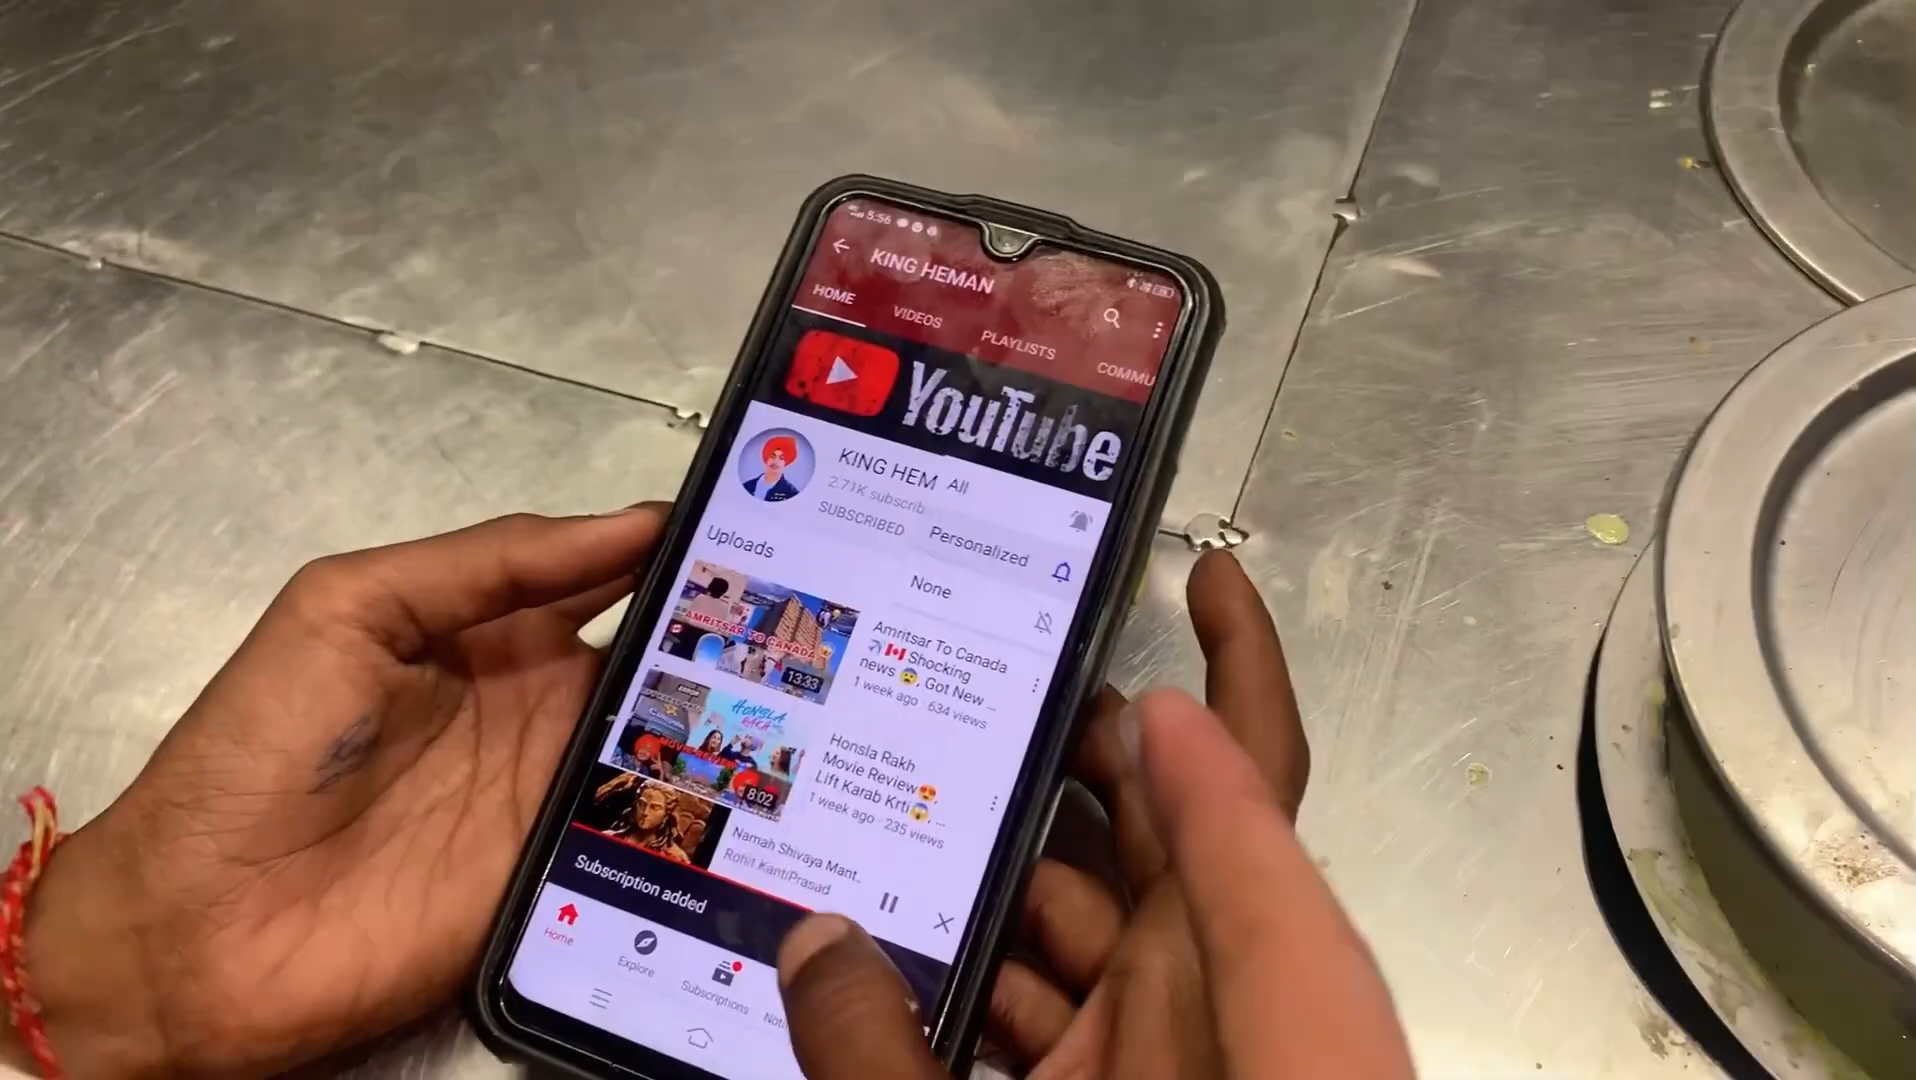 5:56
KING HEMAN
HOME
VIDEOS
PLAYLISTS
COMMU
YouTube
KING HEM
All
2.71K subscrib
SUBSCRIBED
Personalized
None
Uploads
AMRITSAR TO CANADA
13:33
Amritsar To Canada
✈️🇨🇦 Shocking
news 😨, Got New ...
1 week ago · 634 views
ERROR
HONSLA
RAKH
MOVIE REVIEW
8:02
Honsla Rakh
Movie Review😍,
Lift Karab Krti😱, ...
1 week ago · 235 views
Namah Shivaya Mant..
Rohit KantiPrasad
Subscription added
Home
Explore
Subscriptions
Noti